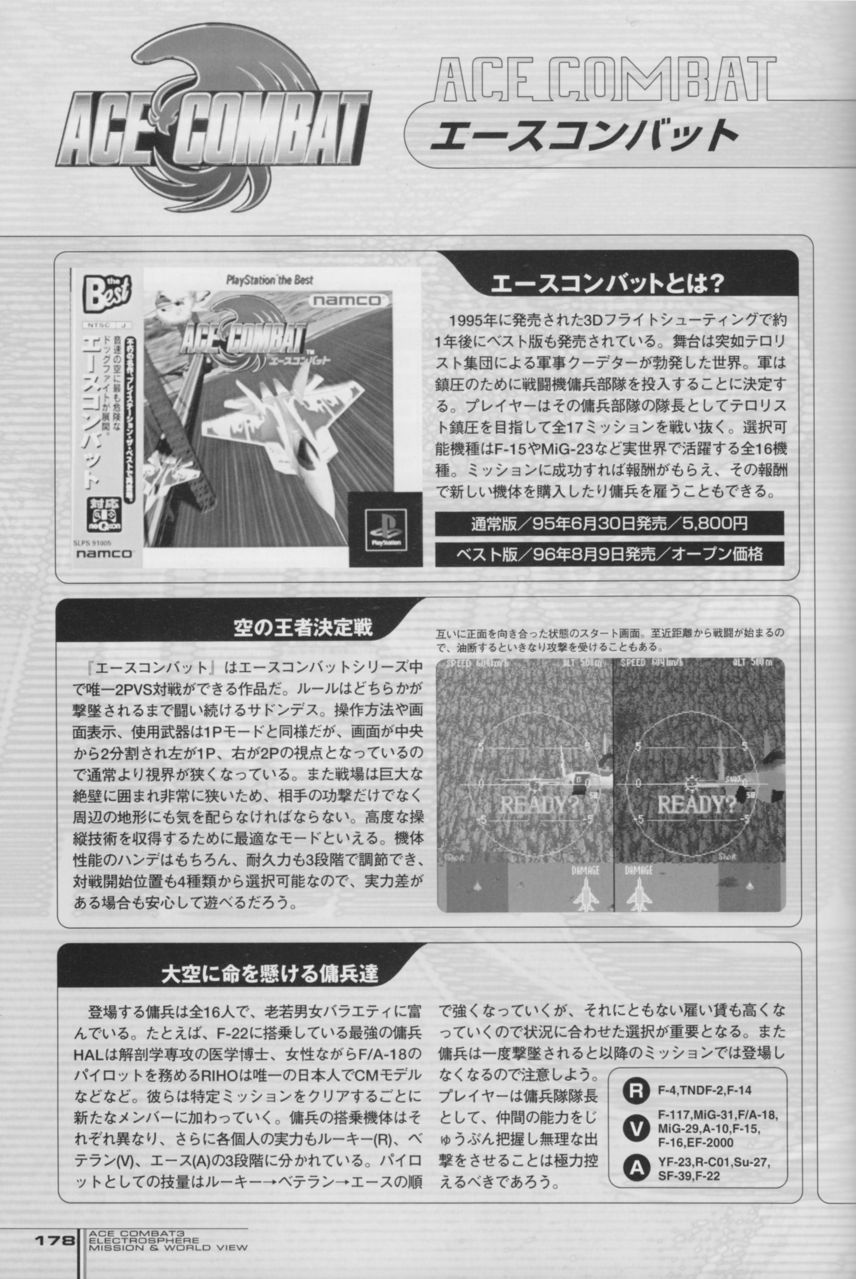 ACE COMBAT
ACE COMBAT
エースコンバット
the Best
NTSC J
不朽の名作、プレイステーション・ザ・ベストで再登場。
音速の空に最も危険な
ドッグファイトが展開。
エースコンバット
対応
neGcon
SLPS 91005
namco
PlayStation the Best
namco
ACE COMBAT™
エースコンバット
PlayStation
エースコンバットとは?
1995年に発売された3Dフライトシューティングで約
1年後にベスト版も発売されている。舞台は突如テロリ
スト集団による軍事クーデターが勃発した世界。軍は
鎮圧のために戦闘機傭兵部隊を投入することに決定す
る。プレイヤーはその傭兵部隊の隊長としてテロリス
ト鎮圧を目指して全17ミッションを戦い抜く。選択可
能機種はF-15やMiG-23など実世界で活躍する全16機
種。ミッションに成功すれば報酬がもらえ、その報酬
で新しい機体を購入したり傭兵を雇うこともできる。
通常版／95年6月30日発売／5,800円
ベスト版／96年8月9日発売／オープン価格
空の王者決定戦
『エースコンバット』はエースコンバットシリーズ中
で唯一2PVS対戦ができる作品だ。ルールはどちらかが
撃墜されるまで闘い続けるサドンデス。操作方法や画
面表示、使用武器は1Pモードと同様だが、画面が中央
から2分割され左が1P、右が2Pの視点となっているの
で通常より視界が狭くなっている。また戦場は巨大な
絶壁に囲まれ非常に狭いため、相手の功撃だけでなく
周辺の地形にも気を配らなければならない。高度な操
縦技術を収得するために最適なモードといえる。機体
性能のハンデはもちろん、耐久力も3段階で調節でき、
対戦開始位置も4種類から選択可能なので、実力差が
ある場合も安心して遊べるだろう。
互いに正面を向き合った状態のスタート画面。至近距離から戦闘が始まるの
で、油断するといきなり攻撃を受けることもある。
SPEED 604km/h ALT 500m
SPEED 604km/h ALT 500m
READY?
READY?
DAMAGE
DAMAGE
大空に命を懸ける傭兵達
登場する傭兵は全16人で、老若男女バラエティに富
んでいる。たとえば、F-22に搭乗している最強の傭兵
HALは解剖学専攻の医学博士、女性ながらF/A-18の
パイロットを務めるRIHOは唯一の日本人でCMモデル
などなど。彼らは特定ミッションをクリアするごとに
新たなメンバーに加わっていく。傭兵の搭乗機体はそ
れぞれ異なり、さらに各個人の実力もルーキー(R)、ベ
テラン(V)、エース(A)の3段階に分かれている。パイロ
ットとしての技量はルーキー→ベテラン→エースの順
で強くなっていくが、それにともない雇い賃も高くな
っていくので状況に合わせた選択が重要となる。また
傭兵は一度撃墜されると以降のミッションでは登場し
なくなるので注意しよう。
プレイヤーは傭兵隊隊長
として、仲間の能力をじ
ゅうぶん把握し無理な出
撃をさせることは極力控
えるべきであろう。
R F-4,TNDF-2,F-14
V F-117,MiG-31,F/A-18,
MiG-29,A-10,F-15,
F-16,EF-2000
A YF-23,R-C01,Su-27,
SF-39,F-22
178
ACE COMBAT3
ELECTROSPHERE
MISSION & WORLD VIEW